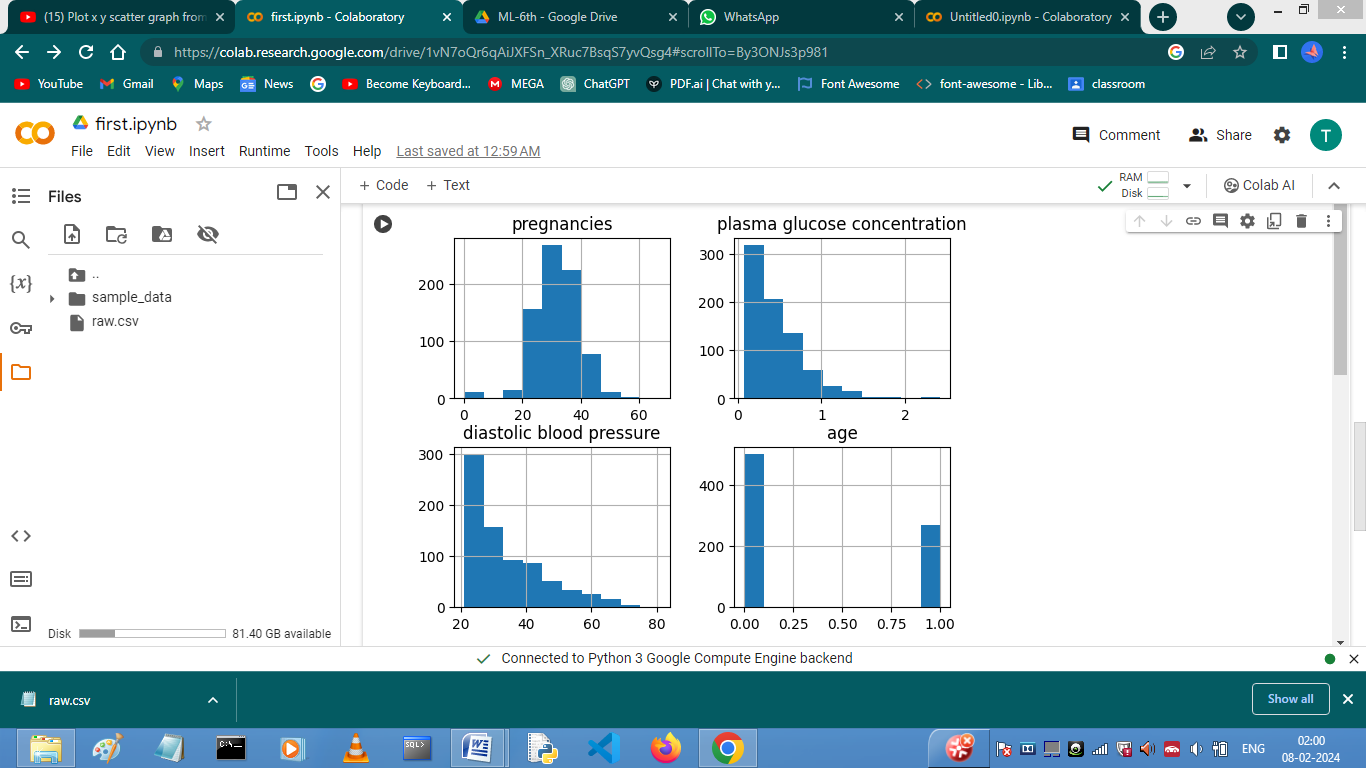 (15) Plot x y scatter graph from
first.ipynb - Colaboratory
ML-6th - Google Drive
WhatsApp
Untitled0.ipynb - Colaboratory
https://colab.research.google.com/drive/1vN7oQr6qAiJXFSn_XRuc7BsqS7yvQsg4#scrollTo=By3ONJs3p981
YouTube Gmail Maps News Become Keyboard... MEGA ChatGPT PDF.ai | Chat with y... Font Awesome font-awesome - Lib... classroom
first.ipynb
Comment Share T
File Edit View Insert Runtime Tools Help Last saved at 12:59 AM
Files
+ Code + Text
RAM
Disk
Colab AI
..
sample_data
raw.csv
{x}
pregnancies
200
100
0
0 20 40 60
plasma glucose concentration
300
200
100
0
0 1 2
diastolic blood pressure
300
200
100
0
20 40 60 80
age
400
200
0
0.00 0.25 0.50 0.75 1.00
Disk 81.40 GB available
Connected to Python 3 Google Compute Engine backend
raw.csv
Show all
C:\_
SQL>
ENG
02:00
08-02-2024